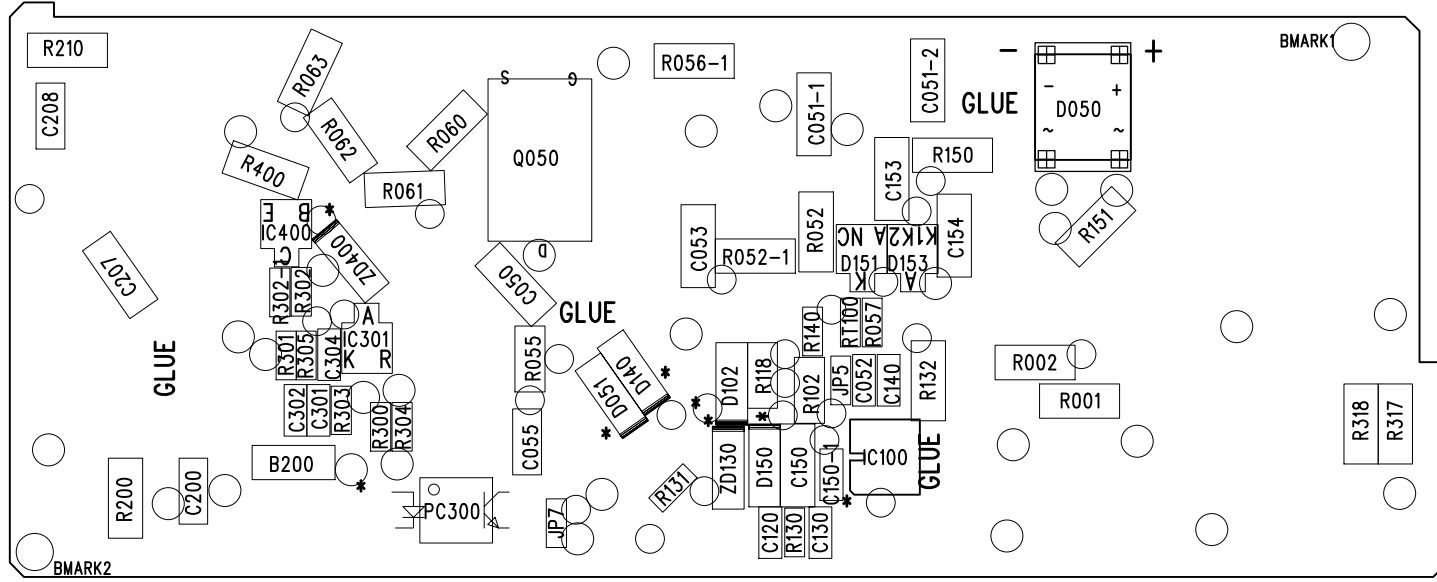 R210
BMARK1
R063
R056-1
S
G
-
+
C208
C051-2
GLUE
-
+
D050
~
~
C051-1
R062
R060
Q050
R150
R400
R061
C153
E
B
*
IC400
C
ZD400
C053
R052
R052-1
NC
A
K1K2
C154
R151
D151
D153
K
A
C207
R302-1
R302
D
C050
GLUE
A
IC301
K
R
R140
RT100
R057
GLUE
R301
R305
C304
R055
D140
*
D051
*
D102
R118
R102
JP5
C052
C140
R132
R002
R001
C302
C301
R303
*
*
*
R300
R304
C055
R318
R317
B200
*
ZD130
D150
C150
C150-1
IC100
GLUE
*
R200
C200
R131
PC300
JP7
C120
R130
C130
BMARK2